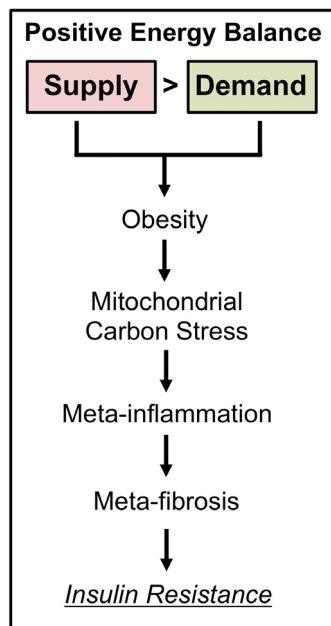 Positive Energy Balance
Supply > Demand
Obesity
Mitochondrial
Carbon Stress
Meta-inflammation
Meta-fibrosis
Insulin Resistance